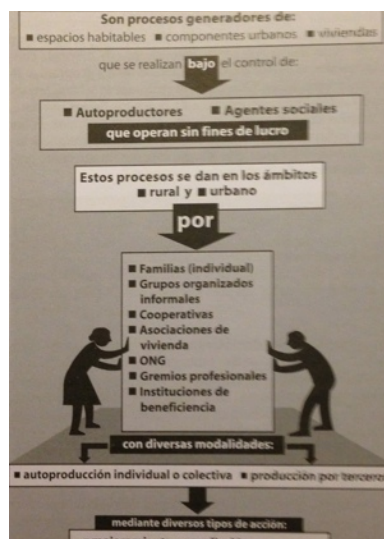 Son procesos generadores de:
■ espacios habitables ■ componentes urbanos ■ viviendas
que se realizan bajo el control de:
■ Autoproductores ■ Agentes sociales
que operan sin fines de lucro
Estos procesos se dan en los ámbitos
■ rural y ■ urbano
por
■ Familias (individual)
■ Grupos organizados
informales
■ Cooperativas
■ Asociaciones de
vivienda
■ ONG
■ Gremios profesionales
■ Instituciones de
beneficiencia
con diversas modalidades:
■ autoproducción individual o colectiva ■ producción por terceros
mediante diversos tipos de acción: